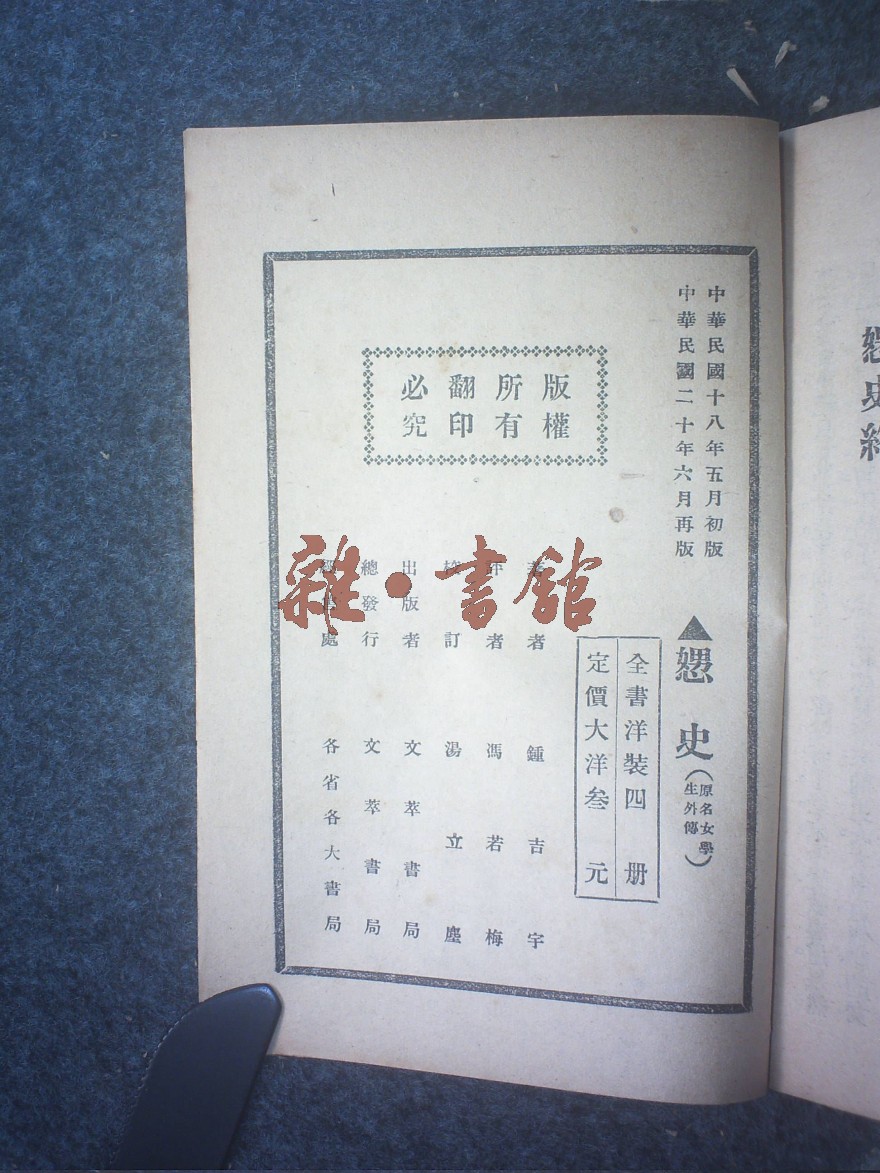 史終
中華民國十八年五月初版
中華民國二十年六月再版
▲史（原名女學生外傳）
全書洋裝四册
定價大洋叁元
版權
所有
翻印
必究
著者 鍾吉宇
評者 馮若梅
校訂 湯立塵
出版者 文萃書局
總發行 文萃書局
處 各省各大書局
雜·書館